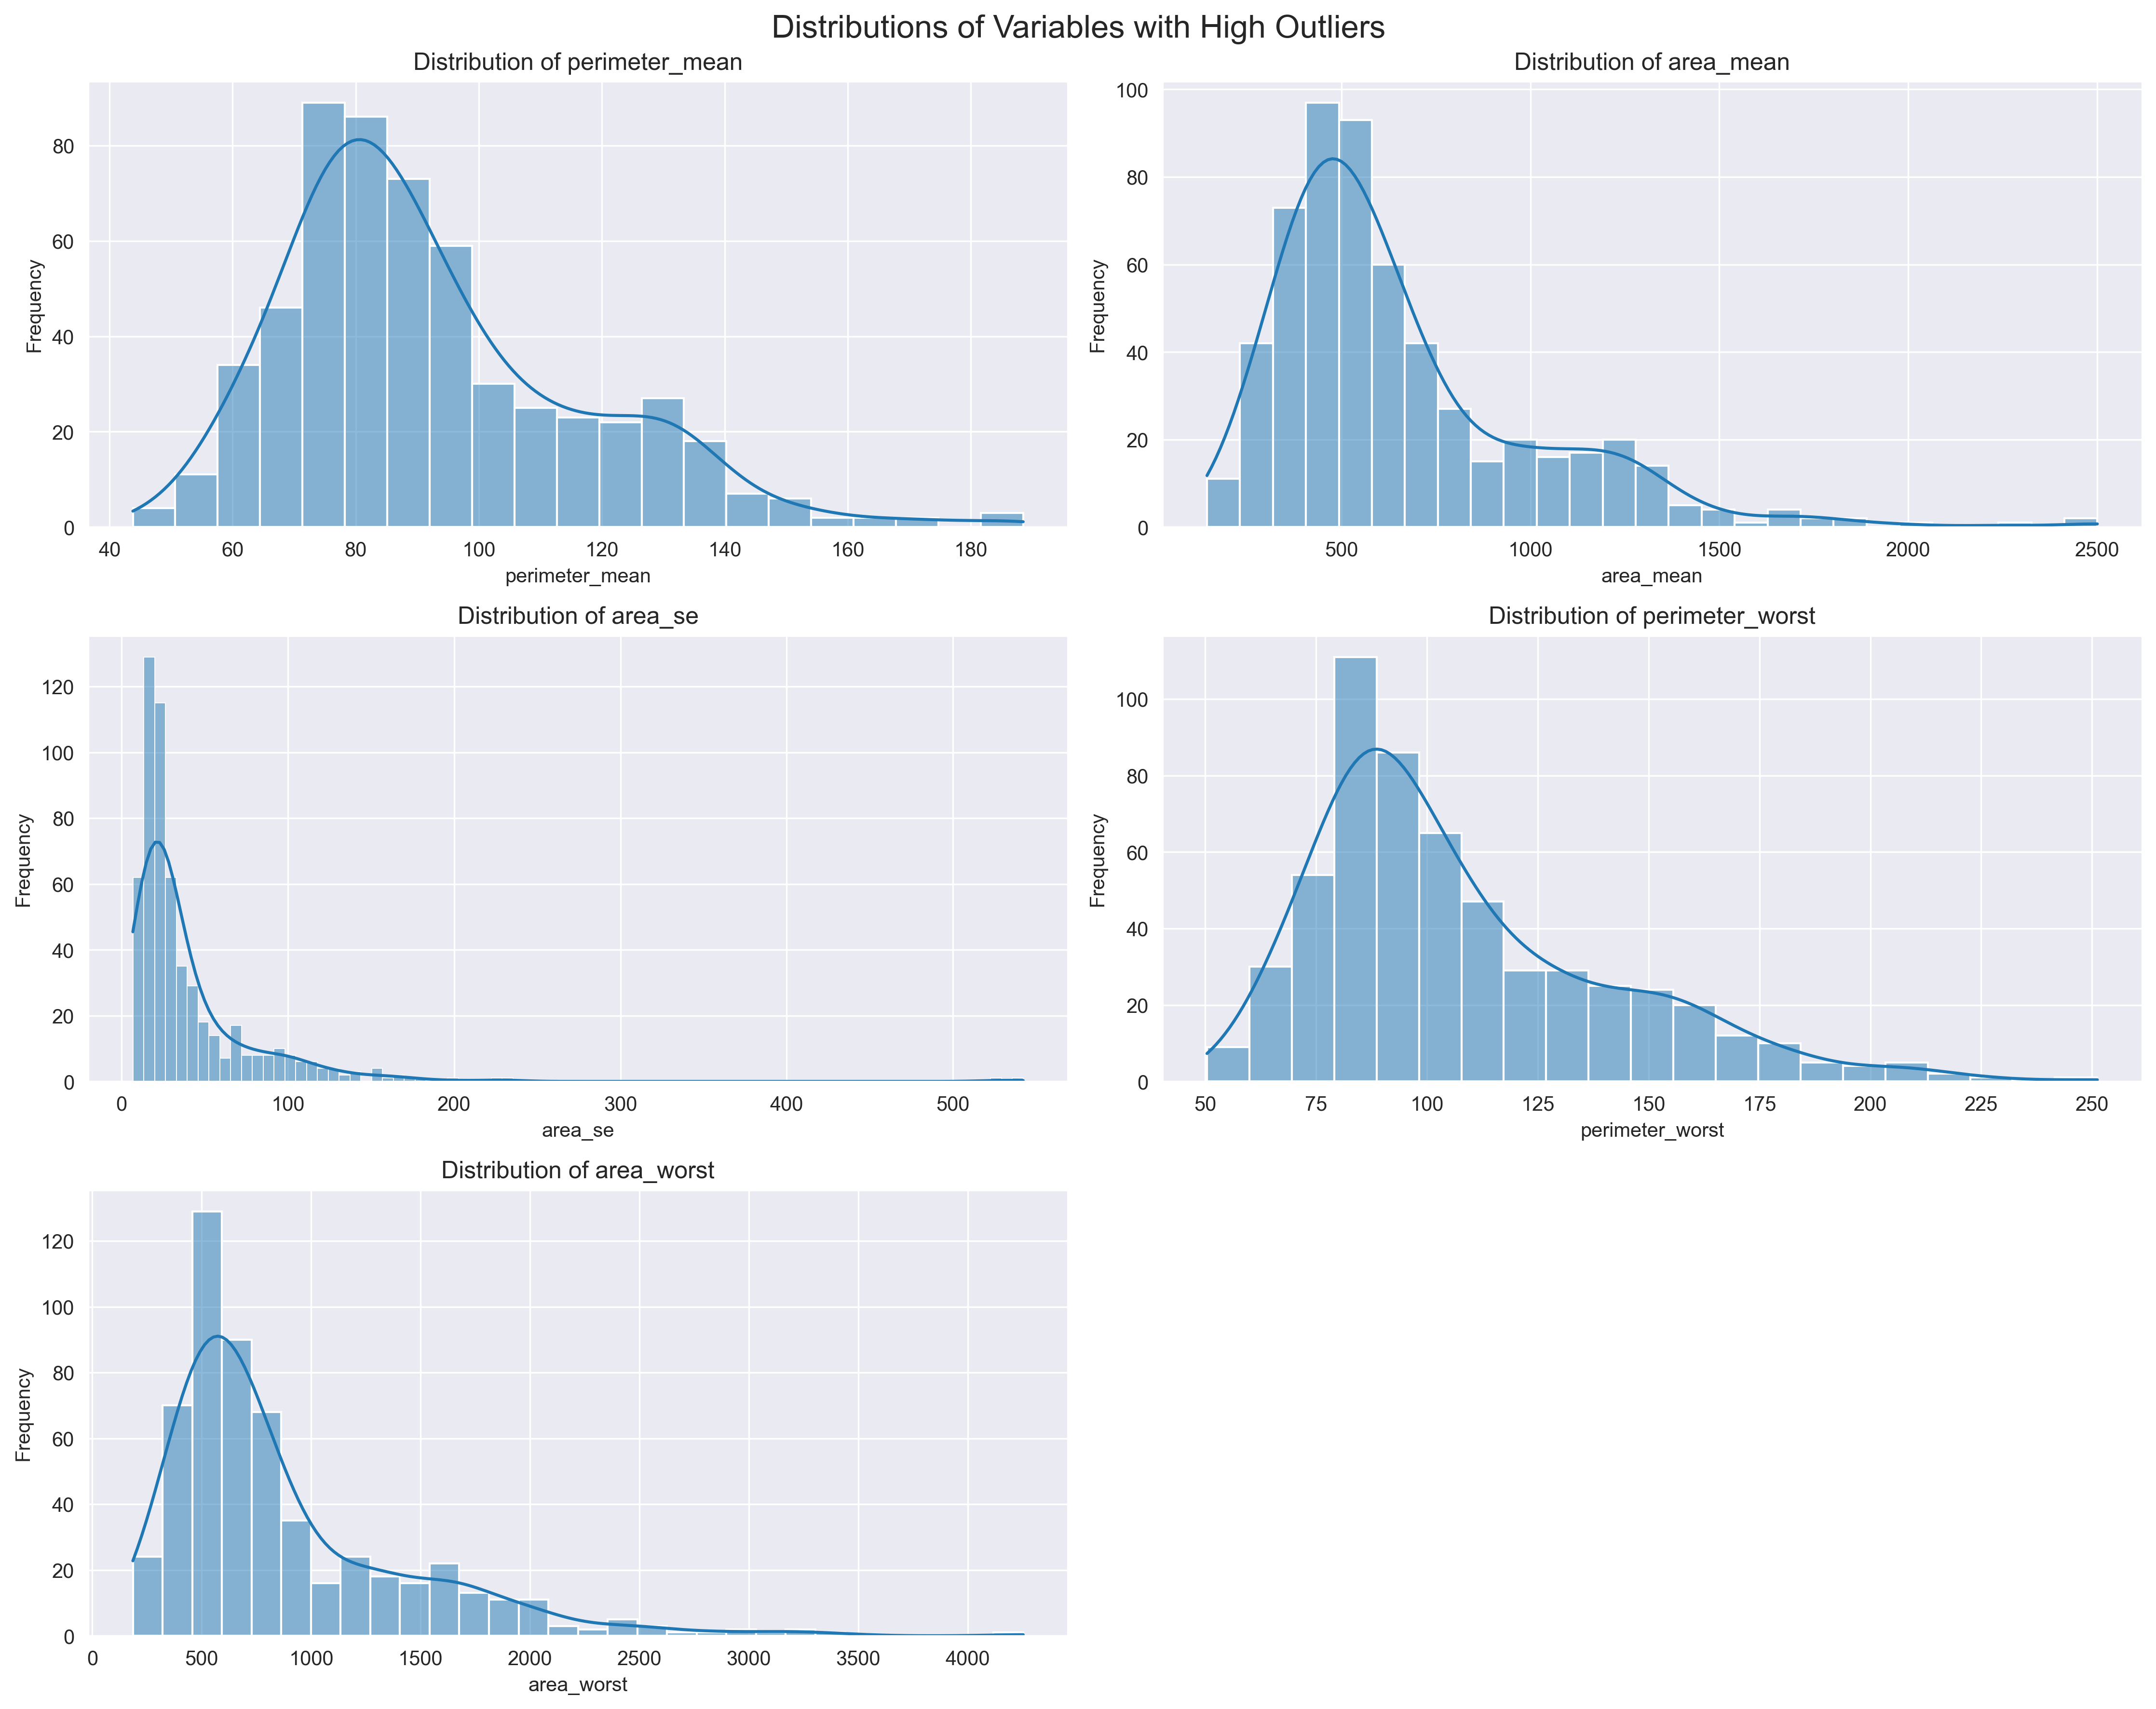 Distributions of Variables with High Outliers
Distribution of perimeter_mean
Frequency
80
60
40
20
0
40 60 80 100 120 140 160 180
perimeter_mean
Distribution of area_mean
Frequency
100
80
60
40
20
0
500 1000 1500 2000 2500
area_mean
Distribution of area_se
Frequency
120
100
80
60
40
20
0
0 100 200 300 400 500
area_se
Distribution of perimeter_worst
Frequency
100
80
60
40
20
0
50 75 100 125 150 175 200 225 250
perimeter_worst
Distribution of area_worst
Frequency
120
100
80
60
40
20
0
0 500 1000 1500 2000 2500 3000 3500 4000
area_worst